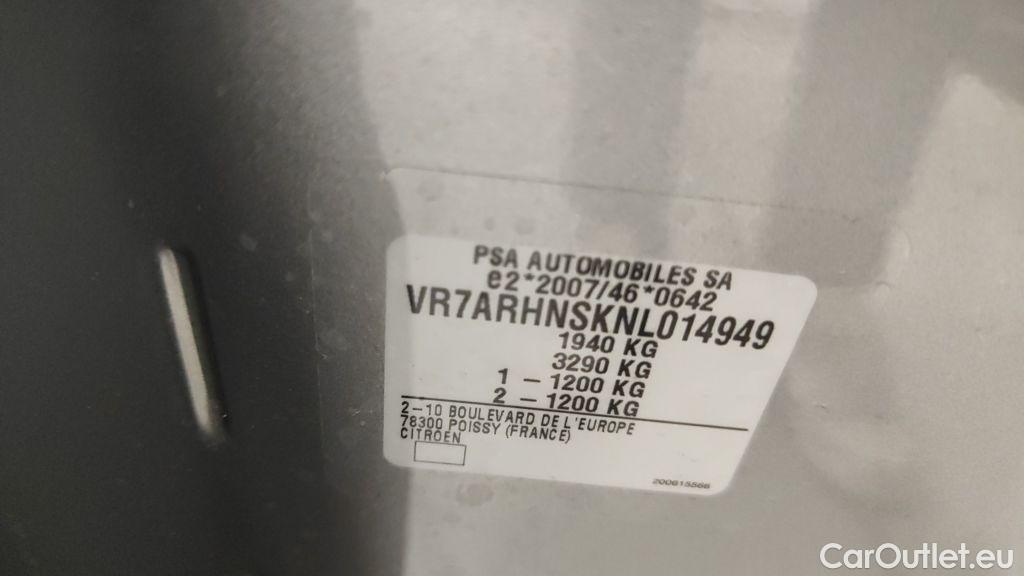 PSA AUTOMOBILES SA
e2*2007/46*0642
VR7ARHNSKNL014949
1940 KG
3290 KG
1 - 1200 KG
2 - 1200 KG
2-10 BOULEVARD DE L'EUROPE
78300 POISSY (FRANCE)
CITROEN
200615566
CarOutlet.eu